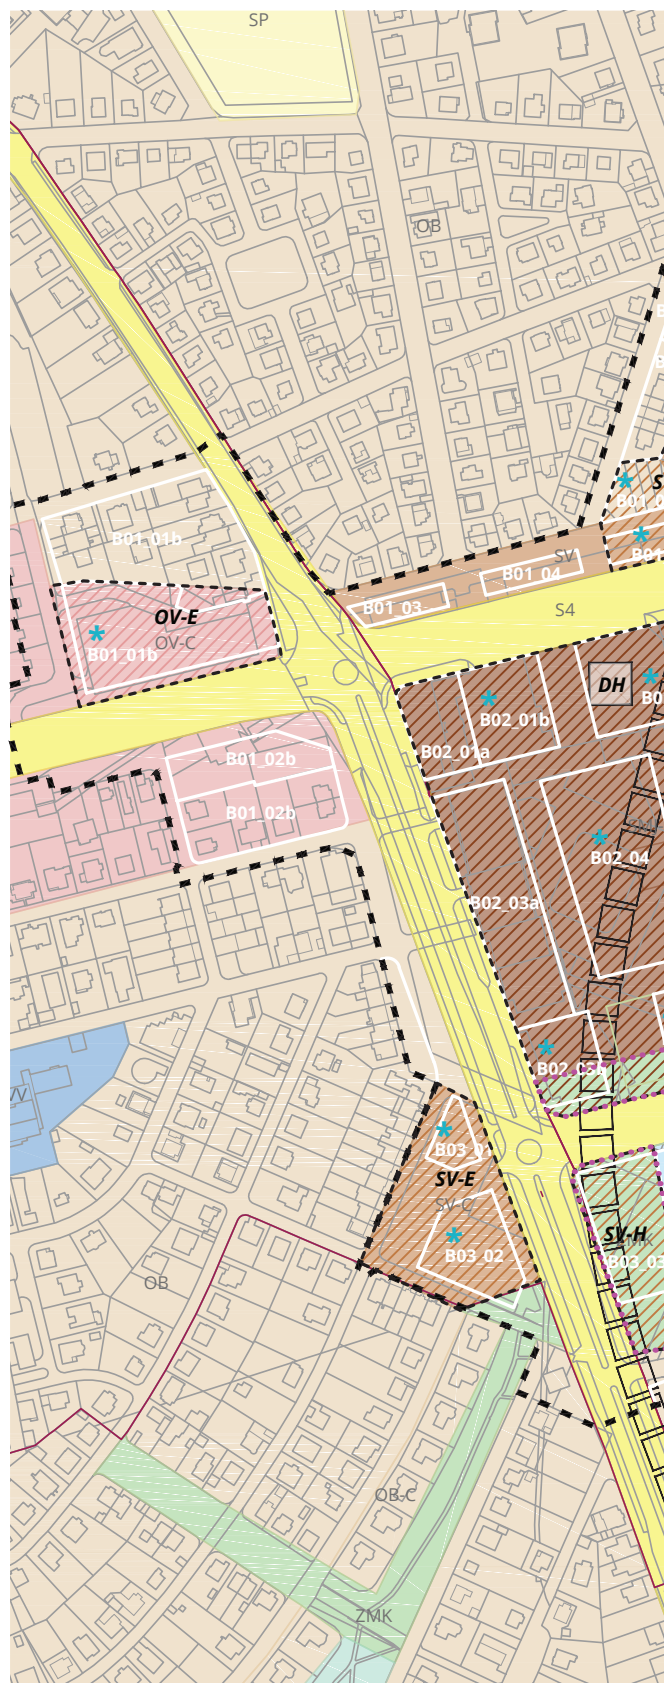 SP
OB
B01_01b
SV
B01_04
B01_03
S4
OV-E
OV-C
B01_01b
DH
B02_01b
B02_01a
B01_02b
B01_02b
B02_04
B02_03a
B03_01
SV-E
SV-C
B03_02
SV-H
B03_03
OB
OB-C
ZMK